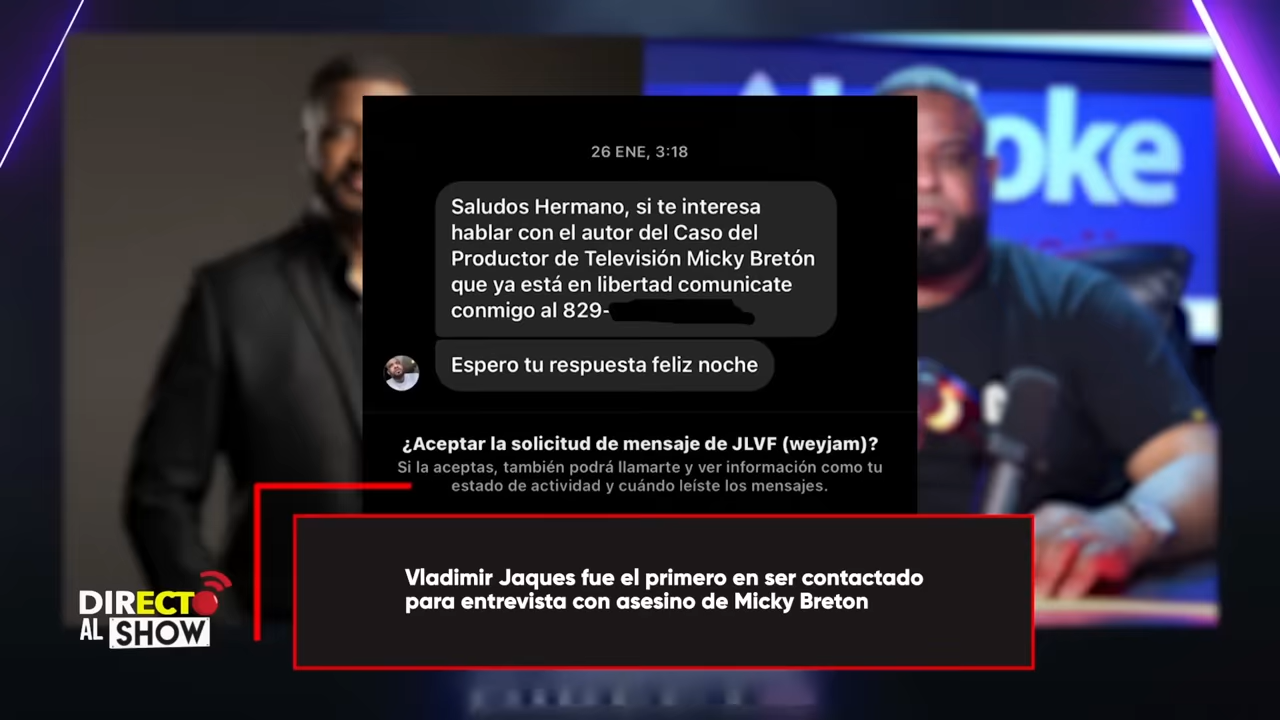 26 ENE, 3:18
Saludos Hermano, si te interesa
hablar con el autor del Caso del
Productor de Televisión Micky Bretón
que ya está en libertad comunicate
conmigo al 829-
Espero tu respuesta feliz noche
¿Aceptar la solicitud de mensaje de JLVF (weyjam)?
Si la aceptas, también podrá llamarte y ver información como tu
estado de actividad y cuándo leíste los mensajes.
Vladimir Jaques fue el primero en ser contactado
para entrevista con asesino de Micky Breton
DIRECTO
AL SHOW